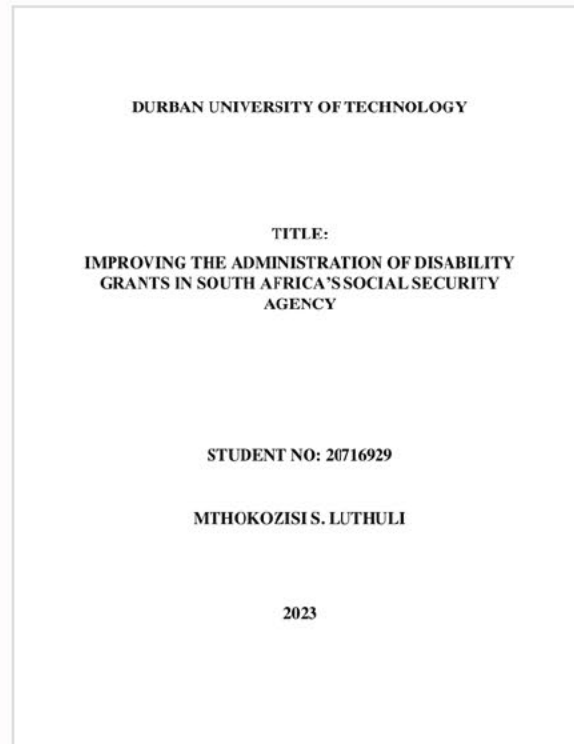 DURBAN UNIVERSITY OF TECHNOLOGY
TITLE:
IMPROVING THE ADMINISTRATION OF DISABILITY
GRANTS IN SOUTH AFRICA'S SOCIAL SECURITY
AGENCY
STUDENT NO: 20716929
MTHOKOZISI S. LUTHULI
2023